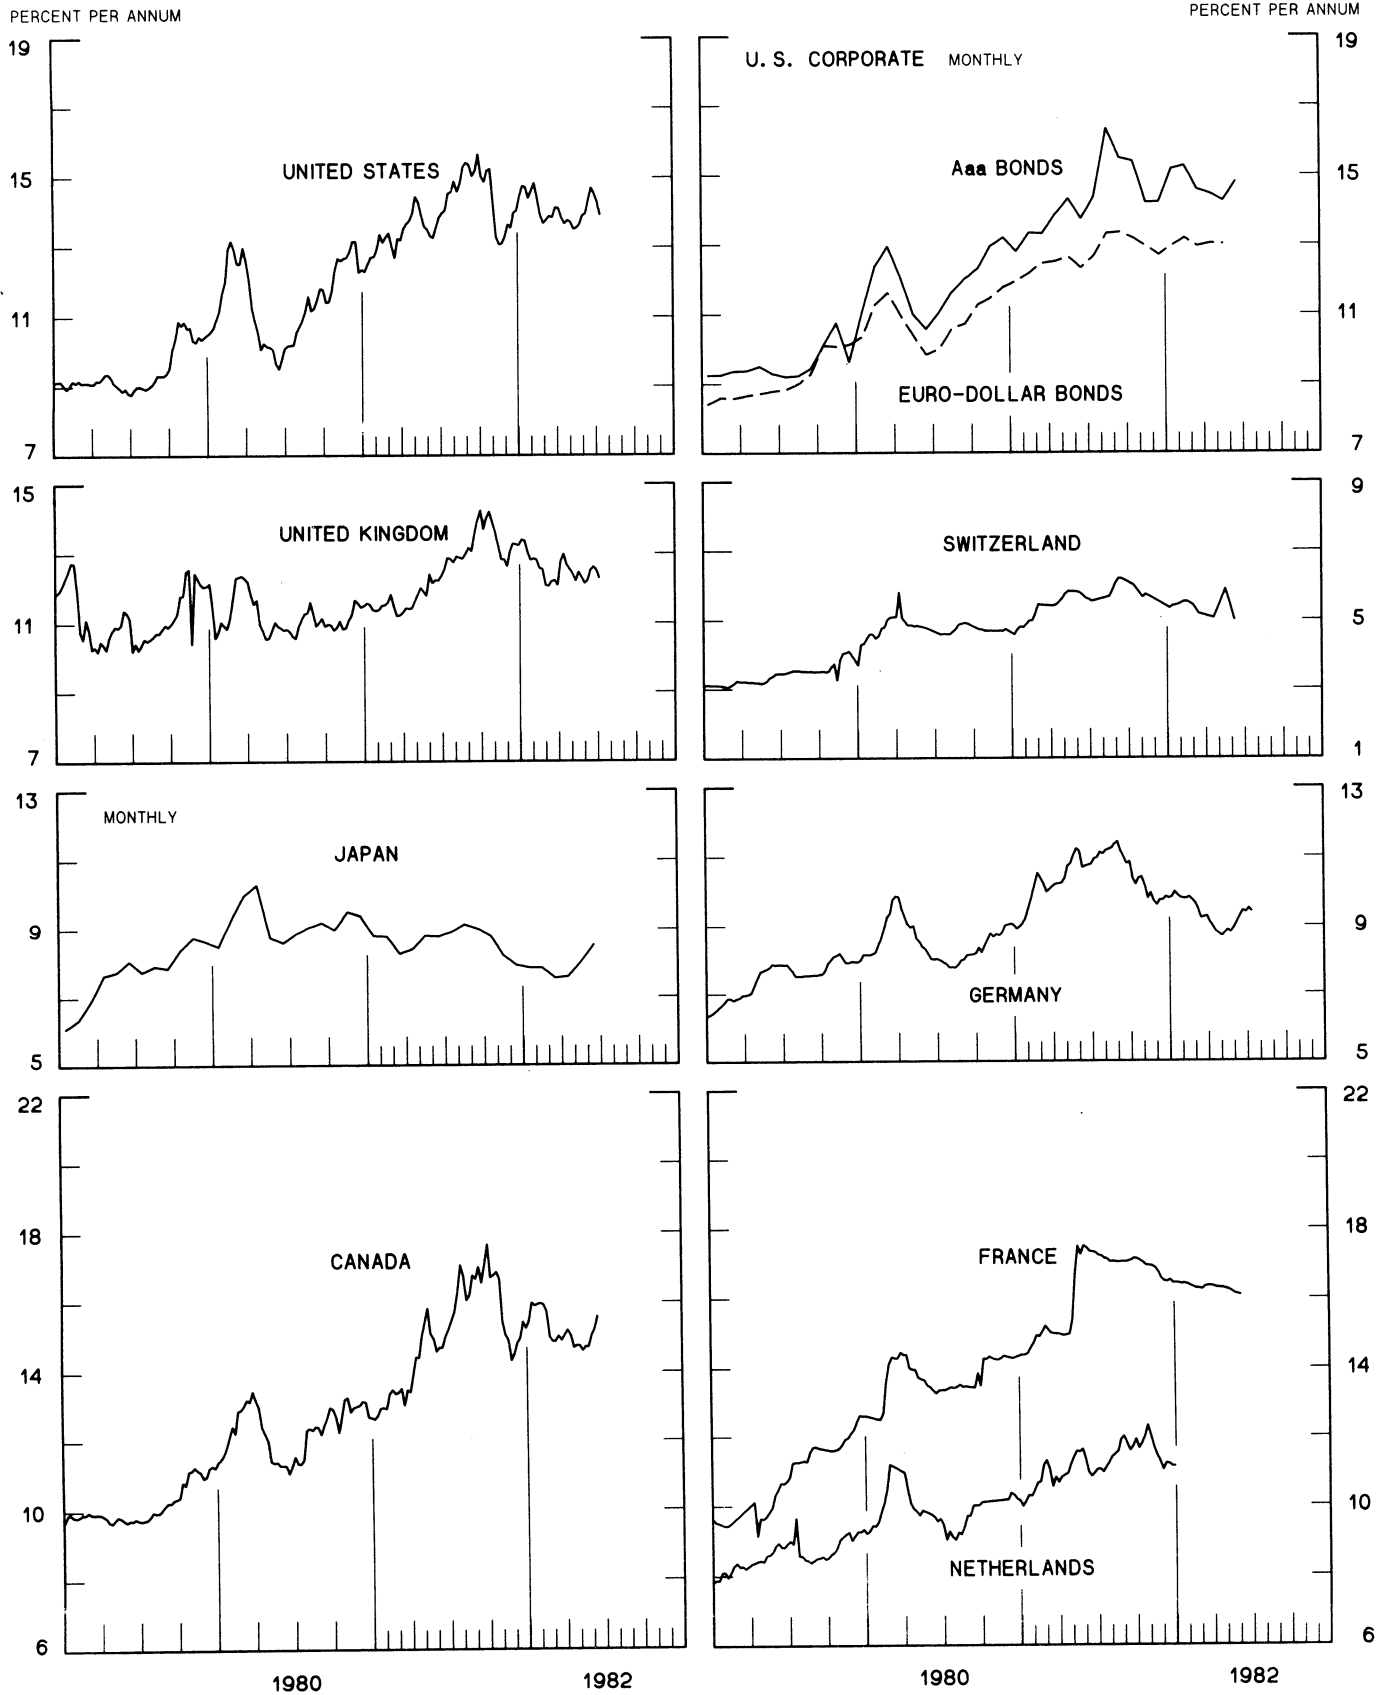 PERCENT PER ANNUM
PERCENT PER ANNUM
19
15
11
7
UNITED STATES
U.S. CORPORATE MONTHLY
Aaa BONDS
EURO-DOLLAR BONDS
19
15
11
7
15
11
7
UNITED KINGDOM
SWITZERLAND
9
5
1
13
9
5
MONTHLY
JAPAN
GERMANY
13
9
5
22
18
14
10
6
CANADA
FRANCE
NETHERLANDS
22
18
14
10
6
1980 1982
1980 1982